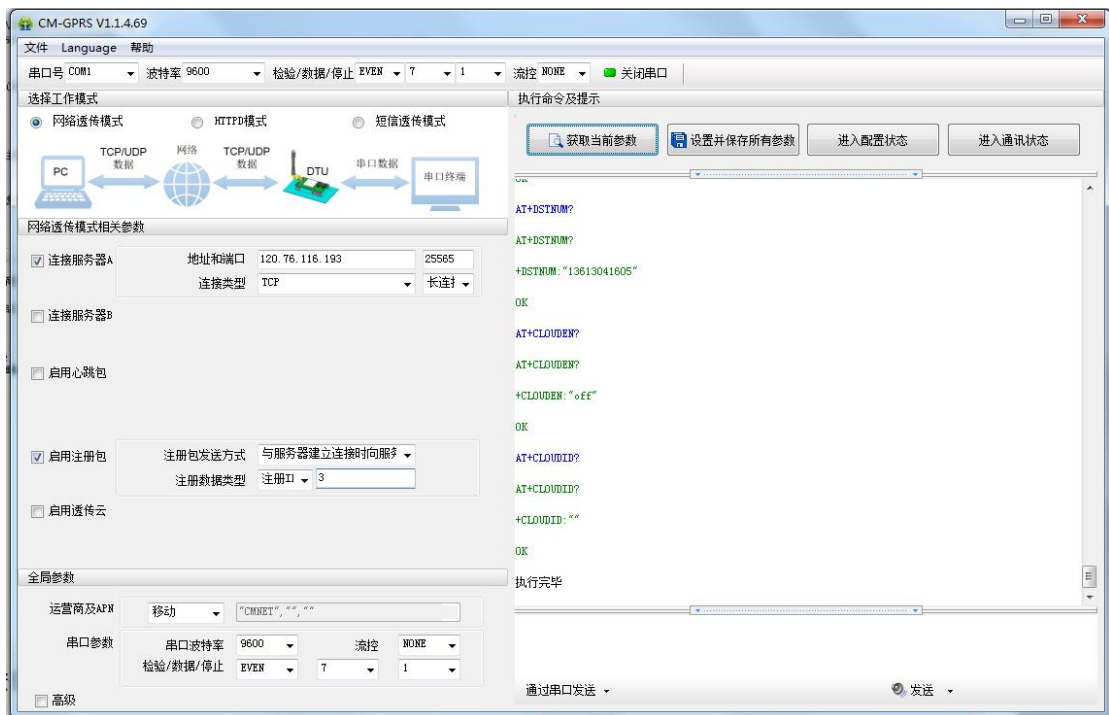 CM-GPRS V1.1.4.69
文件 Language 帮助
串口号 COM1 波特率 9600 检验/数据/停止 EVEN 7 1 流控 NONE 关闭串口
选择工作模式
网络透传模式 HTTPD模式 短信透传模式
TCP/UDP 数据 网络 TCP/UDP 数据 串口数据
PC DTU 串口终端
网络透传模式相关参数
连接服务器A 地址和端口 120.76.116.193 25565
连接类型 TCP 长连接
连接服务器B
启用心跳包
启用注册包 注册包发送方式 与服务器建立连接时向服务
注册数据类型 注册ID 3
启用透传云
全局参数
运营商及APN 移动 "CMNET","",""
串口参数 串口波特率 9600 流控 NONE
检验/数据/停止 EVEN 7 1
高级
执行命令及提示
获取当前参数 设置并保存所有参数 进入配置状态 进入通讯状态
OK
AT+DSTNUM?
AT+DSTNUM?
+DSTNUM:"13613041605"
OK
AT+CLOUDEN?
AT+CLOUDEN?
+CLOUDEN:"off"
OK
AT+CLOUDID?
AT+CLOUDID?
+CLOUDID:""
OK
执行完毕
通过串口发送 发送